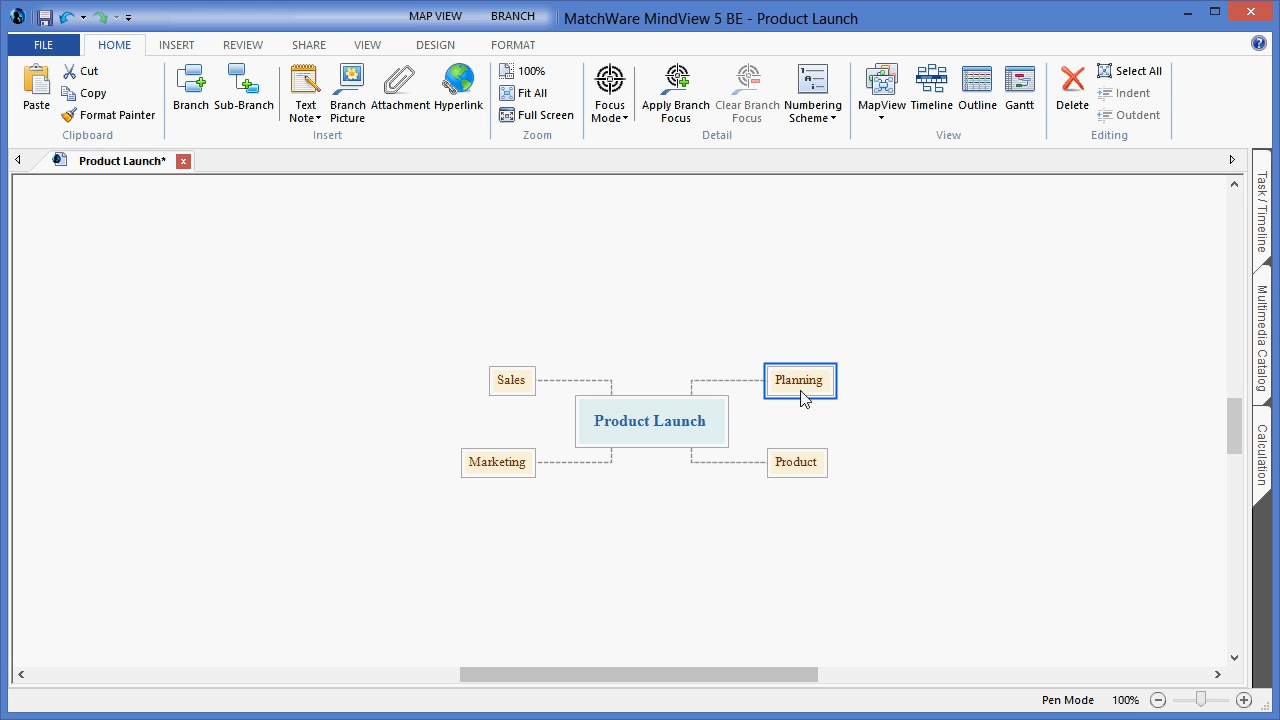 MAP VIEW BRANCH MatchWare MindView 5 BE - Product Launch
FILE HOME INSERT REVIEW SHARE VIEW DESIGN FORMAT
Paste
Cut
Copy
Format Painter
Clipboard
Branch
Sub-Branch
Text
Note
Branch
Picture
Attachment
Hyperlink
Insert
100%
Fit All
Full Screen
Zoom
Focus
Mode
Apply Branch
Focus
Clear Branch
Focus
Numbering
Scheme
Detail
MapView
Timeline
Outline
Gantt
View
Delete
Select All
Indent
Outdent
Editing
Product Launch* x
Task / Timeline
Multimedia Catalog
Calculation
Sales
Planning
Product Launch
Marketing
Product
Pen Mode 100%